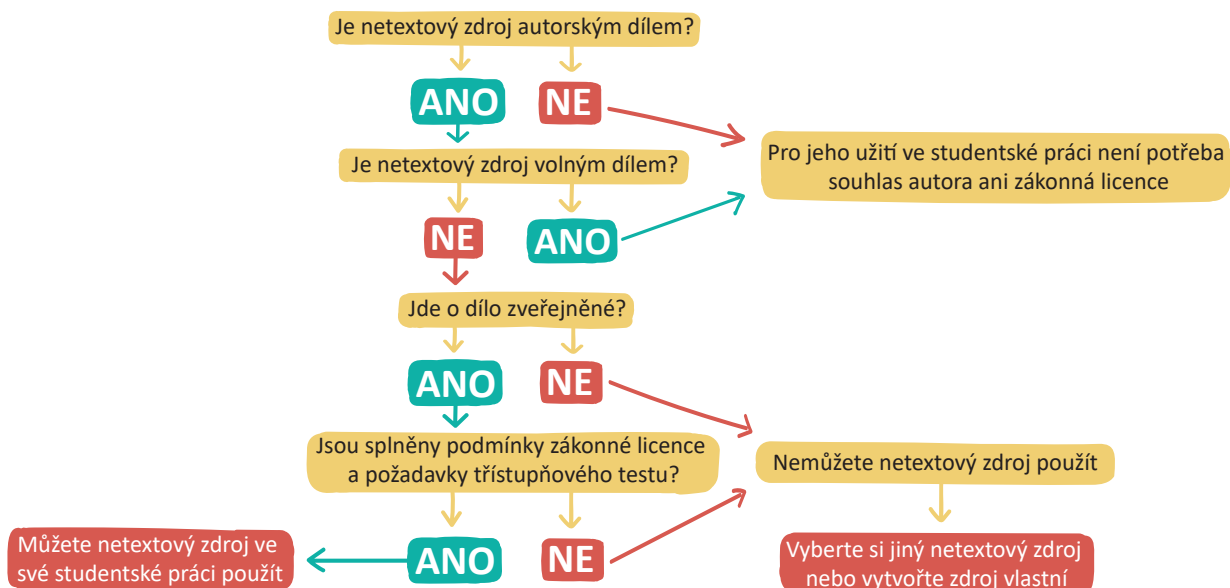 Je netextový zdroj autorským dílem?
ANO
NE
Je netextový zdroj volným dílem?
Pro jeho užití ve studentské práci není potřeba
souhlas autora ani zákonná licence
NE
ANO
Jde o dílo zveřejněné?
ANO
NE
Jsou splněny podmínky zákonné licence
a požadavky třístupňového testu?
Nemůžete netextový zdroj použít
Můžete netextový zdroj ve
své studentské práci použít
ANO
NE
Vyberte si jiný netextový zdroj
nebo vytvořte zdroj vlastní